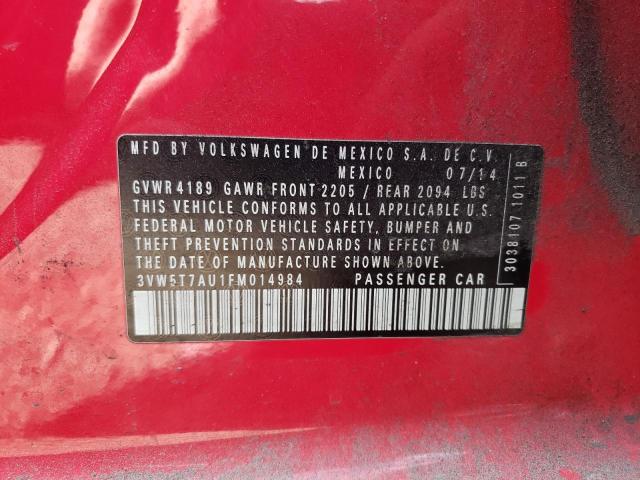 MFD BY VOLKSWAGEN DE MEXICO S.A. DE C.V
MEXICO 07/14
GVWR 4189 GAWR FRONT 2205 / REAR 2094 LBS
THIS VEHICLE CONFORMS TO ALL APPLICABLE U.S.
FEDERAL MOTOR VEHICLE SAFETY, BUMPER AND
THEFT PREVENTION STANDARDS IN EFFECT ON
THE DATE OF MANUFACTURE SHOWN ABOVE.
3VW5T7AU1FM014984 PASSENGER CAR
3038107 1011 B